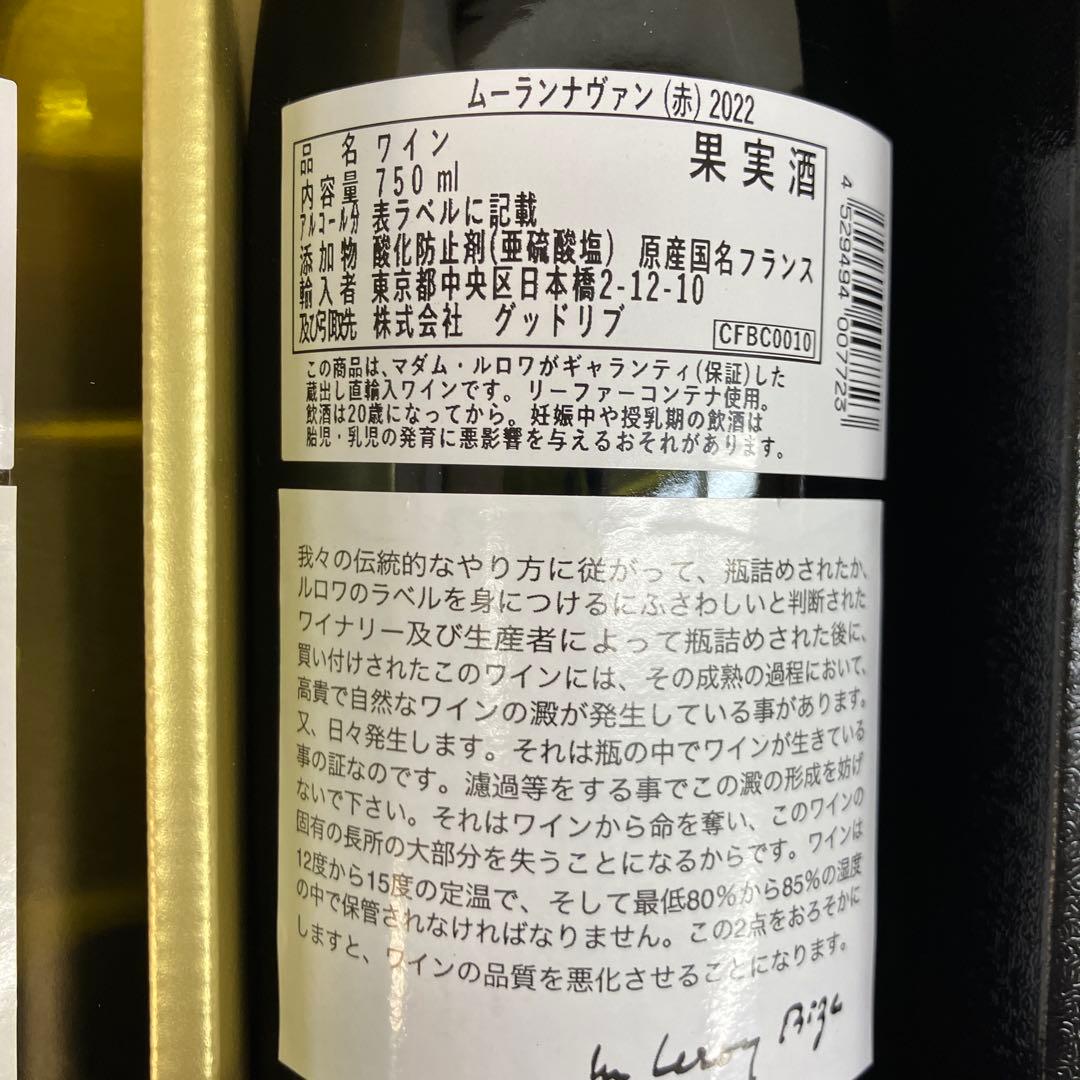 ムーランナヴァン (赤) 2022
品名 ワイン
果実酒
内容量 750 ml
アルコール分 表ラベルに記載
添加物 酸化防止剤(亜硫酸塩) 原産国名フランス
輸入者 東京都中央区日本橋2-12-10
及び引取先 株式会社 グッドリブ
CFBC0010
この商品は、マダム・ルロワがギャランティ(保証)した
蔵出し直輸入ワインです。リーファーコンテナ使用。
飲酒は20歳になってから。妊娠中や授乳期の飲酒は
胎児・乳児の発育に悪影響を与えるおそれがあります。
4 529494 007723
我々の伝統的なやり方に従がって、瓶詰めされたか、
ルロワのラベルを身につけるにふさわしいと判断された
ワイナリー及び生産者によって瓶詰めされた後に、
買い付けされたこのワインには、その成熟の過程において、
高貴で自然なワインの澱が発生している事があります。
又、日々発生します。それは瓶の中でワインが生きている
事の証なのです。濾過等をする事でこの澱の形成を妨げ
ないで下さい。それはワインから命を奪い、このワインの
固有の長所の大部分を失うことになるからです。ワインは
12度から15度の定温で、そして最低80%から85%の湿度
の中で保管されなければなりません。この2点をおろそかに
しますと、ワインの品質を悪化させることになります。
Leroy Bize